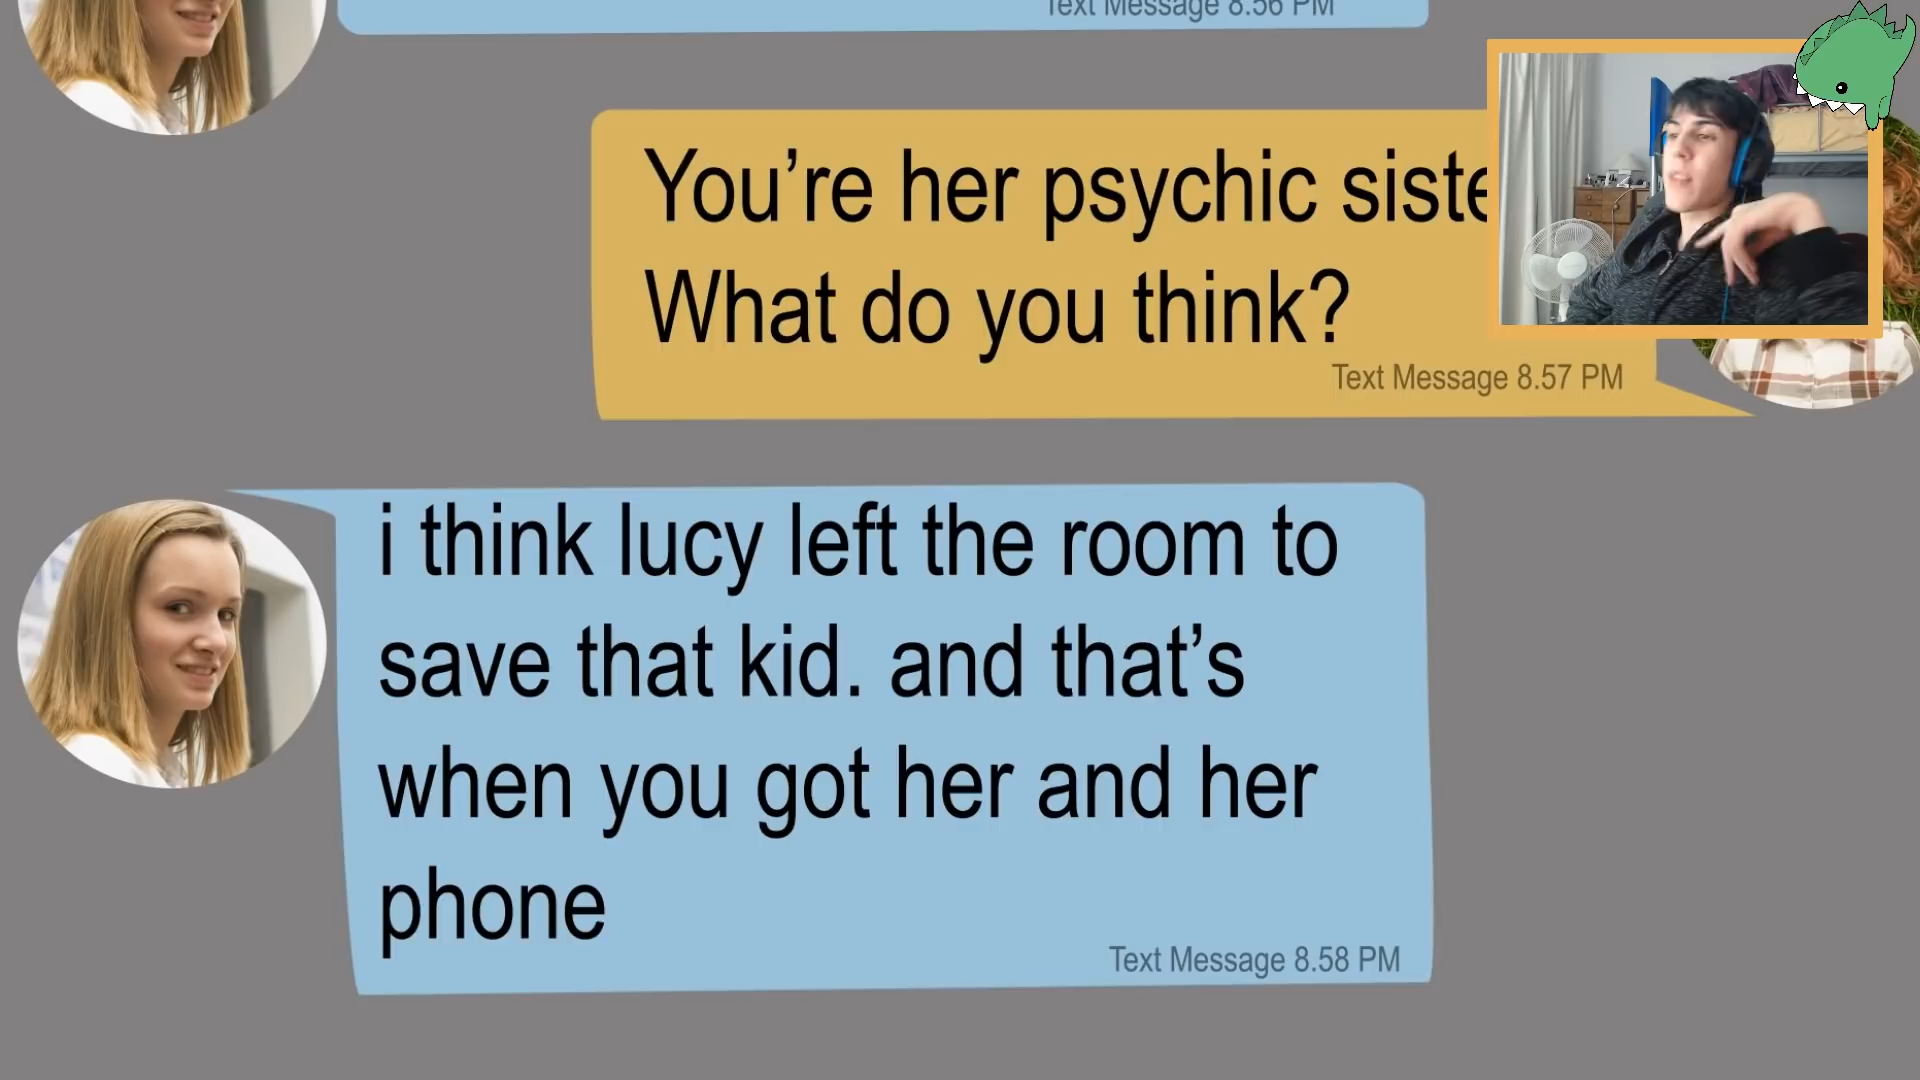 Text Message 8.56 PM
You’re her psychic siste
What do you think?
Text Message 8.57 PM
i think lucy left the room to
save that kid. and that’s
when you got her and her
phone
Text Message 8.58 PM